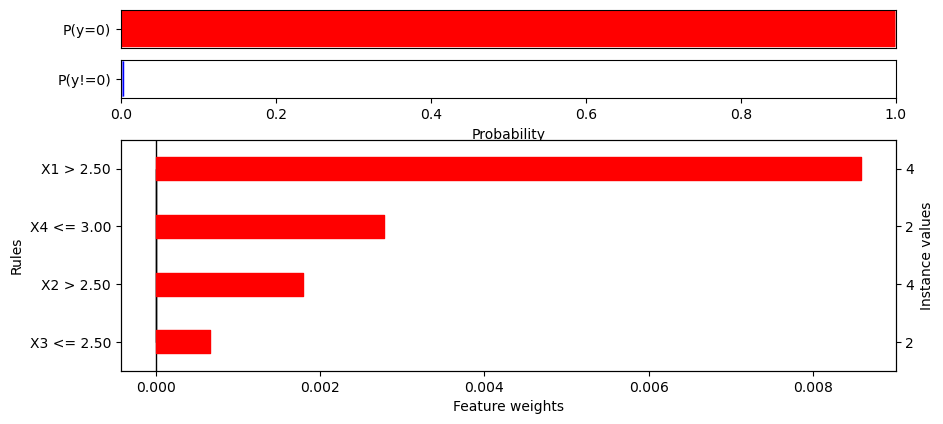 P(y=0)
P(y!=0)
0.0 0.2 0.4 0.6 0.8 1.0
Probability
X1 > 2.50 4
X4 <= 3.00 2
X2 > 2.50 4
X3 <= 2.50 2
Rules
Instance values
0.000 0.002 0.004 0.006 0.008
Feature weights